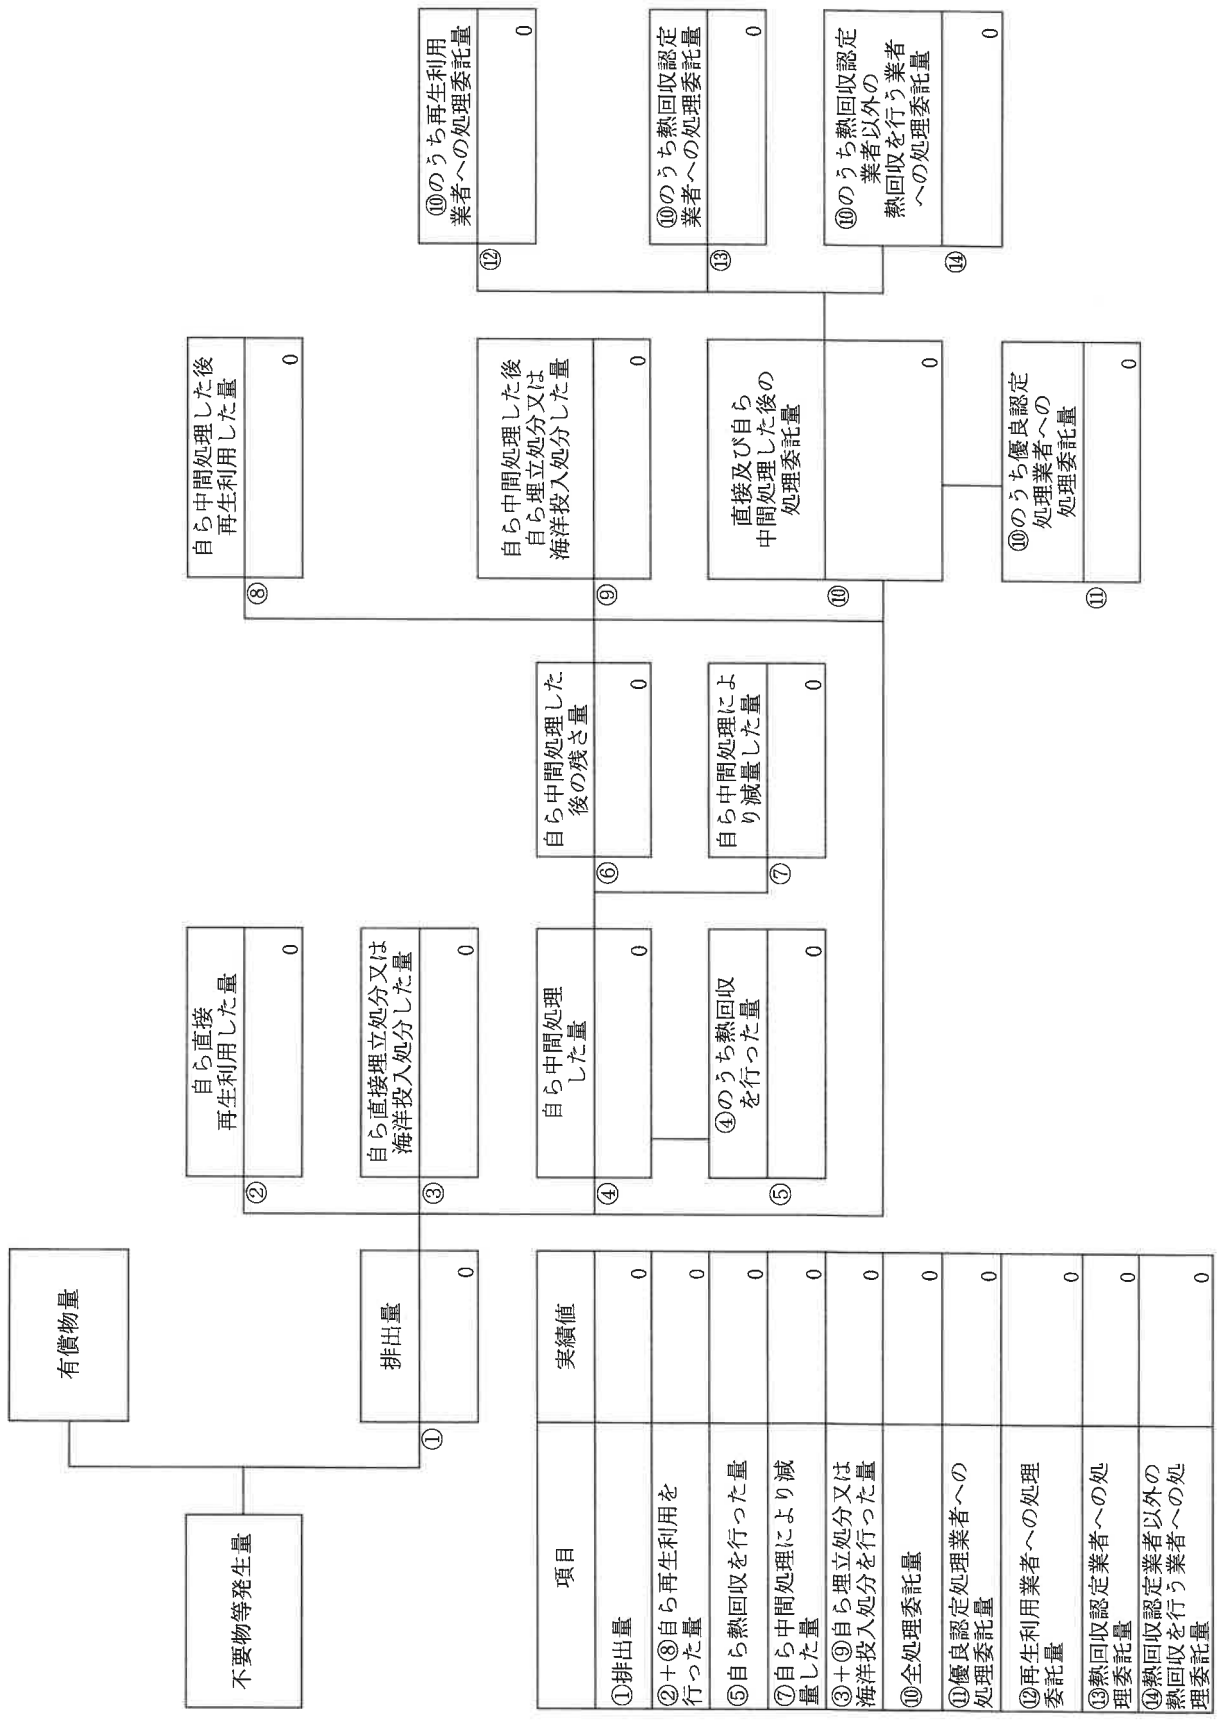 有償物量
不要物等発生量
排出量
①
0
自ら直接
再生利用した量
②
0
自ら直接埋立処分又は
海洋投入処分した量
③
0
自ら中間処理
した量
④
0
④のうち熱回収
を行った量
⑤
0
自ら中間処理した
後の残さ量
⑥
0
自ら中間処理によ
り減量した量
⑦
0
自ら中間処理した後
再生利用した量
⑧
0
自ら中間処理した後
自ら埋立処分又は
海洋投入処分した量
⑨
0
直接及び自ら
中間処理した後の
処理委託量
⑩
0
⑩のうち優良認定
処理業者への
処理委託量
⑪
0
⑩のうち再生利用
業者への処理委託量
⑫
0
⑩のうち熱回収認定
業者への処理委託量
⑬
0
⑩のうち熱回収認定
業者以外の
熱回収を行う業者
への処理委託量
⑭
0
項目 実績値
①排出量 0
②+⑧自ら再生利用を
行った量 0
⑤自ら熱回収を行った量 0
⑦自ら中間処理により減
量した量 0
③+⑨自ら埋立処分又は
海洋投入処分を行った量 0
⑩全処理委託量 0
⑪優良認定処理業者への
処理委託量 0
⑫再生利用業者への処理
委託量 0
⑬熱回収認定業者への処
理委託量 0
⑭熱回収認定業者以外の
熱回収を行う業者への処
理委託量 0